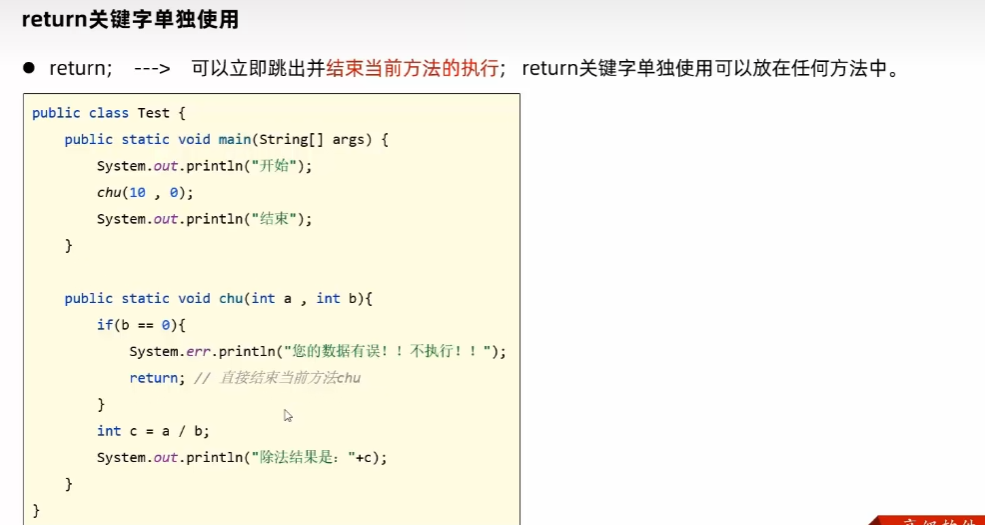 return关键字单独使用
● return; ---> 可以立即跳出并结束当前方法的执行; return关键字单独使用可以放在任何方法中。
public class Test {
    public static void main(String[] args) {
        System.out.println("开始");
        chu(10 , 0);
        System.out.println("结束");
    }
    public static void chu(int a , int b){
        if(b == 0){
            System.err.println("您的数据有误！！不执行！！");
            return; // 直接结束当前方法chu
        }
        int c = a / b;
        System.out.println("除法结果是："+c);
    }
}